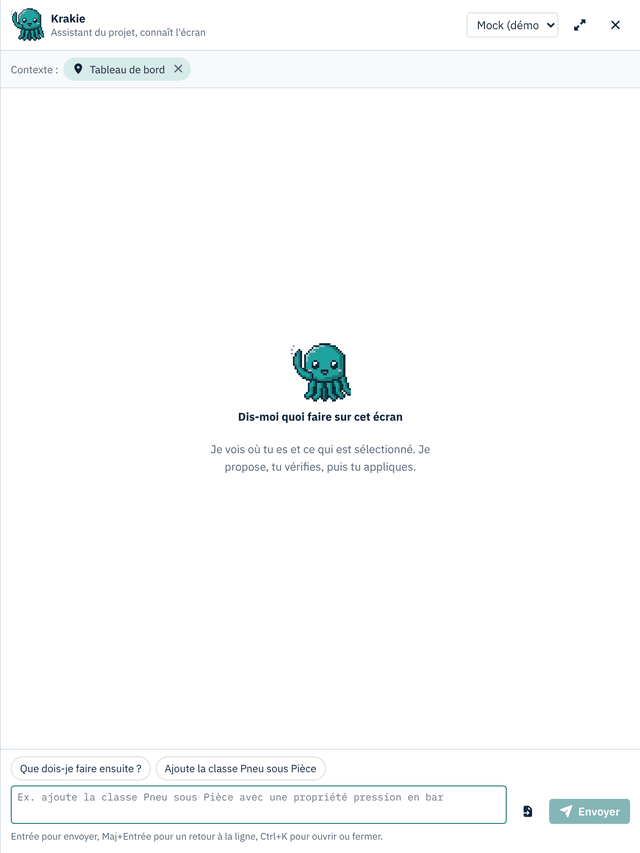 Krakie
Assistant du projet, connaît l'écran
Mock (démo
Contexte :
Tableau de bord
Dis-moi quoi faire sur cet écran
Je vois où tu es et ce qui est sélectionné. Je
propose, tu vérifies, puis tu appliques.
Que dois-je faire ensuite ?
Ajoute la classe Pneu sous Pièce
Ex. ajoute la classe Pneu sous Pièce avec une propriété pression en bar
Envoyer
Entrée pour envoyer, Maj+Entrée pour un retour à la ligne, Ctrl+K pour ouvrir ou fermer.